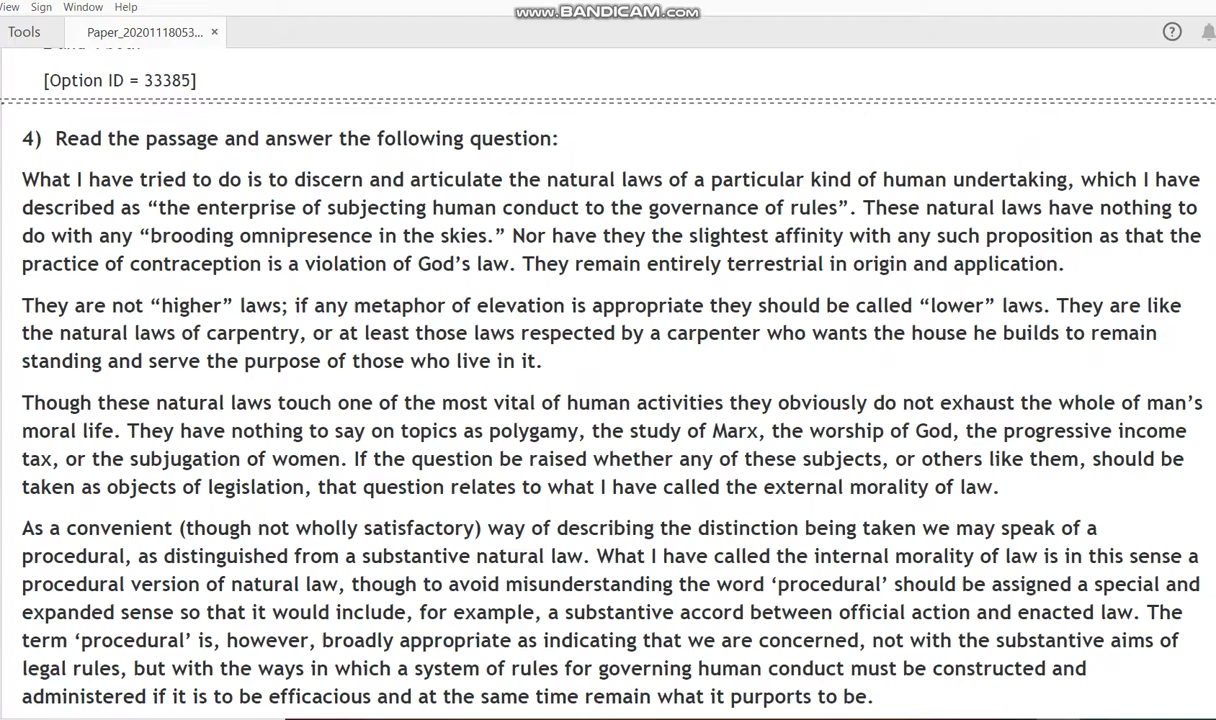 View Sign Window Help
www.BANDICAM.com
Tools Paper_20201118053... × ?
[Option ID = 33385]
4) Read the passage and answer the following question:
What I have tried to do is to discern and articulate the natural laws of a particular kind of human undertaking, which I have
described as “the enterprise of subjecting human conduct to the governance of rules”. These natural laws have nothing to
do with any “brooding omnipresence in the skies.” Nor have they the slightest affinity with any such proposition as that the
practice of contraception is a violation of God’s law. They remain entirely terrestrial in origin and application.
They are not “higher” laws; if any metaphor of elevation is appropriate they should be called “lower” laws. They are like
the natural laws of carpentry, or at least those laws respected by a carpenter who wants the house he builds to remain
standing and serve the purpose of those who live in it.
Though these natural laws touch one of the most vital of human activities they obviously do not exhaust the whole of man’s
moral life. They have nothing to say on topics as polygamy, the study of Marx, the worship of God, the progressive income
tax, or the subjugation of women. If the question be raised whether any of these subjects, or others like them, should be
taken as objects of legislation, that question relates to what I have called the external morality of law.
As a convenient (though not wholly satisfactory) way of describing the distinction being taken we may speak of a
procedural, as distinguished from a substantive natural law. What I have called the internal morality of law is in this sense a
procedural version of natural law, though to avoid misunderstanding the word ‘procedural’ should be assigned a special and
expanded sense so that it would include, for example, a substantive accord between official action and enacted law. The
term ‘procedural’ is, however, broadly appropriate as indicating that we are concerned, not with the substantive aims of
legal rules, but with the ways in which a system of rules for governing human conduct must be constructed and
administered if it is to be efficacious and at the same time remain what it purports to be.